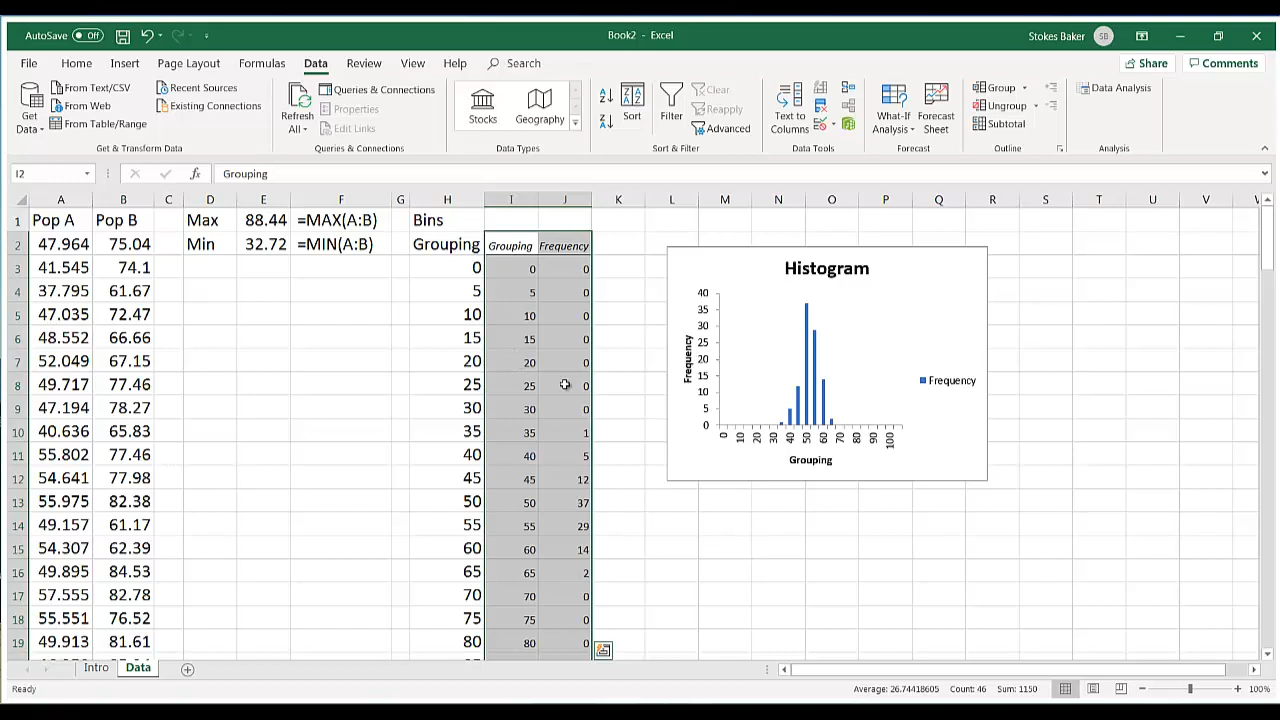 AutoSave Off Book2 - Excel Stokes Baker SB
File Home Insert Page Layout Formulas Data Review View Help Search Share Comments
Get Data From Text/CSV From Web From Table/Range Recent Sources Existing Connections
Get & Transform Data
Refresh All Queries & Connections Properties Edit Links
Queries & Connections
Stocks Geography
Data Types
Sort Filter Clear Reapply Advanced
Sort & Filter
Text to Columns
Data Tools
What-If Analysis Forecast Sheet
Forecast
Group Ungroup Subtotal
Outline
Data Analysis
Analysis
I2 fx Grouping
A B C D E F G H I J K L M N O P Q R S T U V
1 Pop A Pop B Max 88.44 =MAX(A:B) Bins
2 47.964 75.04 Min 32.72 =MIN(A:B) Grouping Grouping Frequency
3 41.545 74.1 0 0 0
4 37.795 61.67 5 5 0
5 47.035 72.47 10 10 0
6 48.552 66.66 15 15 0
7 52.049 67.15 20 20 0
8 49.717 77.46 25 25 0
9 47.194 78.27 30 30 0
10 40.636 65.83 35 35 1
11 55.802 77.46 40 40 5
12 54.641 77.98 45 45 12
13 55.975 82.38 50 50 37
14 49.157 61.17 55 55 29
15 54.307 62.39 60 60 14
16 49.895 84.53 65 65 2
17 57.555 82.78 70 70 0
18 55.551 76.52 75 75 0
19 49.913 81.61 80 80 0
Histogram
40
35
30
25
20
15
10
5
0
Frequency
0 10 20 30 40 50 60 70 80 90 100
Grouping
Frequency
Intro Data
Ready Average: 26.74418605 Count: 46 Sum: 1150 100%